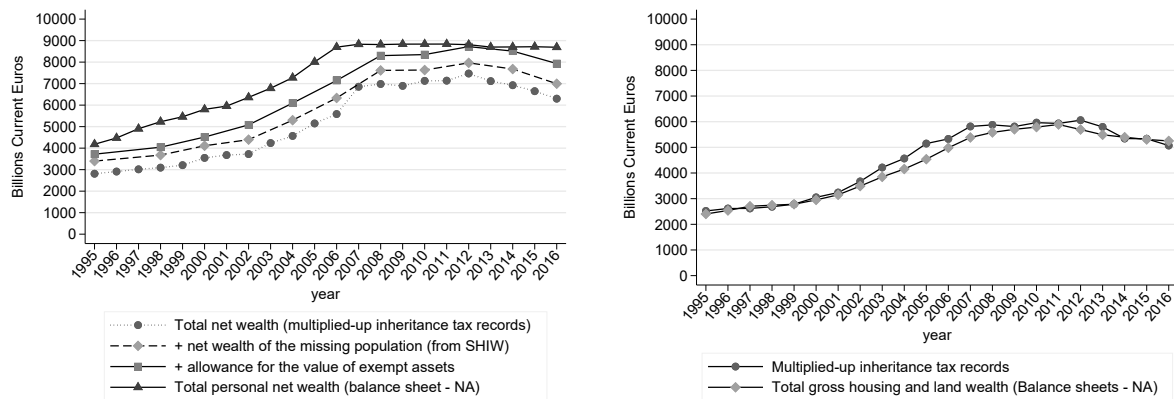 10000
9000
8000
7000
6000
5000
4000
3000
2000
1000
0
Billions Current Euros
1995 1996 1997 1998 1999 2000 2001 2002 2003 2004 2005 2006 2007 2008 2009 2010 2011 2012 2013 2014 2015 2016
year
Total net wealth (multiplied-up inheritance tax records)
+ net wealth of the missing population (from SHIW)
+ allowance for the value of exempt assets
Total personal net wealth (balance sheet - NA)
10000
9000
8000
7000
6000
5000
4000
3000
2000
1000
0
Billions Current Euros
1995 1996 1997 1998 1999 2000 2001 2002 2003 2004 2005 2006 2007 2008 2009 2010 2011 2012 2013 2014 2015 2016
year
Multiplied-up inheritance tax records
Total gross housing and land wealth (Balance sheets - NA)